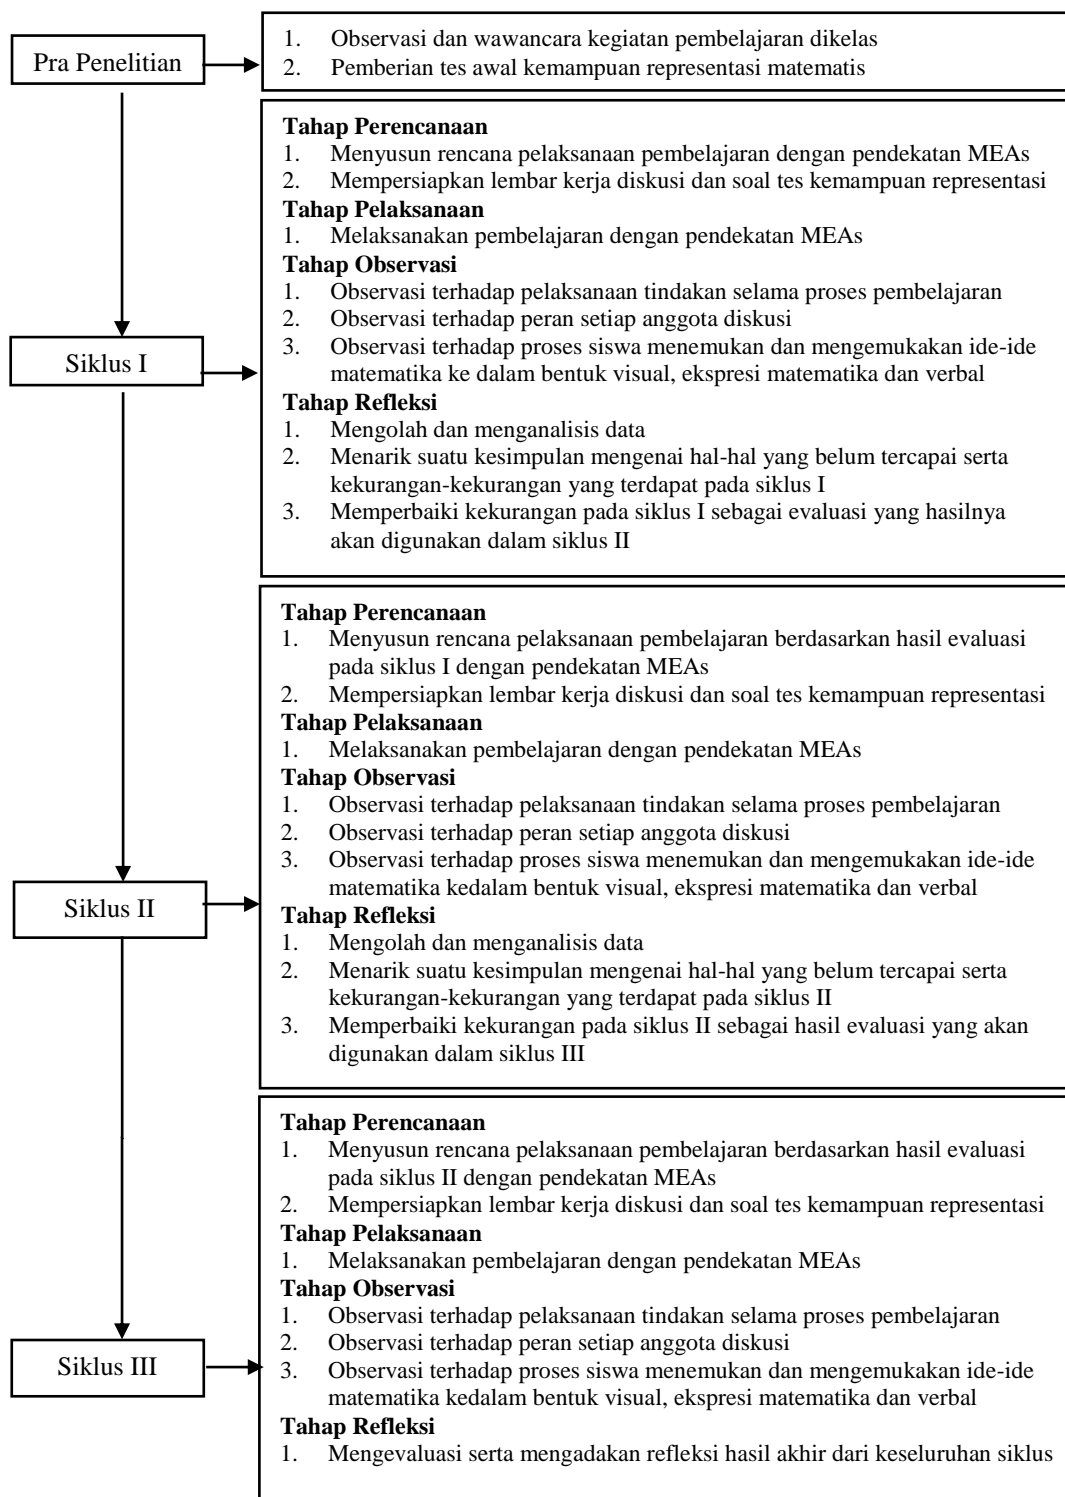 Pra Penelitian
1. Observasi dan wawancara kegiatan pembelajaran dikelas
2. Pemberian tes awal kemampuan representasi matematis
Siklus I
Tahap Perencanaan
1. Menyusun rencana pelaksanaan pembelajaran dengan pendekatan MEAs
2. Mempersiapkan lembar kerja diskusi dan soal tes kemampuan representasi
Tahap Pelaksanaan
1. Melaksanakan pembelajaran dengan pendekatan MEAs
Tahap Observasi
1. Observasi terhadap pelaksanaan tindakan selama proses pembelajaran
2. Observasi terhadap peran setiap anggota diskusi
3. Observasi terhadap proses siswa menemukan dan mengemukakan ide-ide
matematika ke dalam bentuk visual, ekspresi matematika dan verbal
Tahap Refleksi
1. Mengolah dan menganalisis data
2. Menarik suatu kesimpulan mengenai hal-hal yang belum tercapai serta
kekurangan-kekurangan yang terdapat pada siklus I
3. Memperbaiki kekurangan pada siklus I sebagai evaluasi yang hasilnya
akan digunakan dalam siklus II
Siklus II
Tahap Perencanaan
1. Menyusun rencana pelaksanaan pembelajaran berdasarkan hasil evaluasi
pada siklus I dengan pendekatan MEAs
2. Mempersiapkan lembar kerja diskusi dan soal tes kemampuan representasi
Tahap Pelaksanaan
1. Melaksanakan pembelajaran dengan pendekatan MEAs
Tahap Observasi
1. Observasi terhadap pelaksanaan tindakan selama proses pembelajaran
2. Observasi terhadap peran setiap anggota diskusi
3. Observasi terhadap proses siswa menemukan dan mengemukakan ide-ide
matematika kedalam bentuk visual, ekspresi matematika dan verbal
Tahap Refleksi
1. Mengolah dan menganalisis data
2. Menarik suatu kesimpulan mengenai hal-hal yang belum tercapai serta
kekurangan-kekurangan yang terdapat pada siklus II
3. Memperbaiki kekurangan pada siklus II sebagai hasil evaluasi yang akan
digunakan dalam siklus III
Siklus III
Tahap Perencanaan
1. Menyusun rencana pelaksanaan pembelajaran berdasarkan hasil evaluasi
pada siklus II dengan pendekatan MEAs
2. Mempersiapkan lembar kerja diskusi dan soal tes kemampuan representasi
Tahap Pelaksanaan
1. Melaksanakan pembelajaran dengan pendekatan MEAs
Tahap Observasi
1. Observasi terhadap pelaksanaan tindakan selama proses pembelajaran
2. Observasi terhadap peran setiap anggota diskusi
3. Observasi terhadap proses siswa menemukan dan mengemukakan ide-ide
matematika kedalam bentuk visual, ekspresi matematika dan verbal
Tahap Refleksi
1. Mengevaluasi serta mengadakan refleksi hasil akhir dari keseluruhan siklus